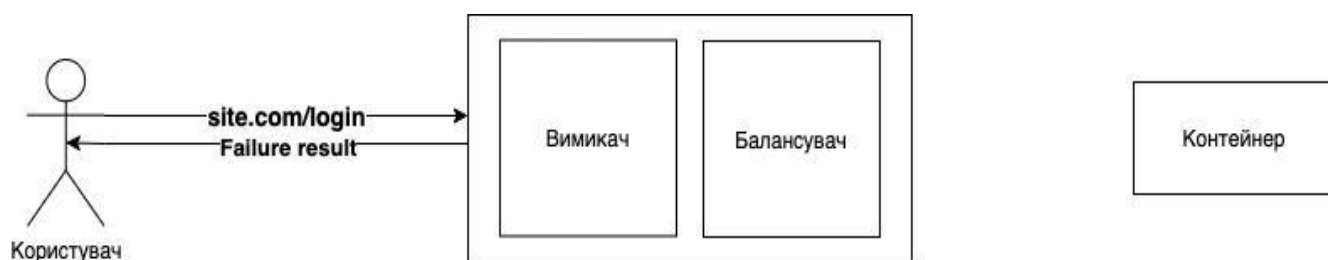 site.com/login
Failure result
Вимикач
Балансувач
Контейнер
Користувач